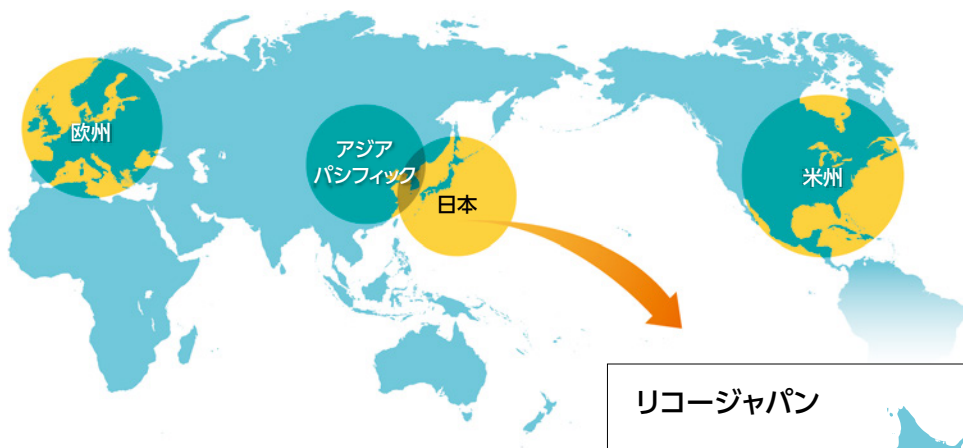 欧州
アジア
パシフィック
日本
米州
リコージャパン